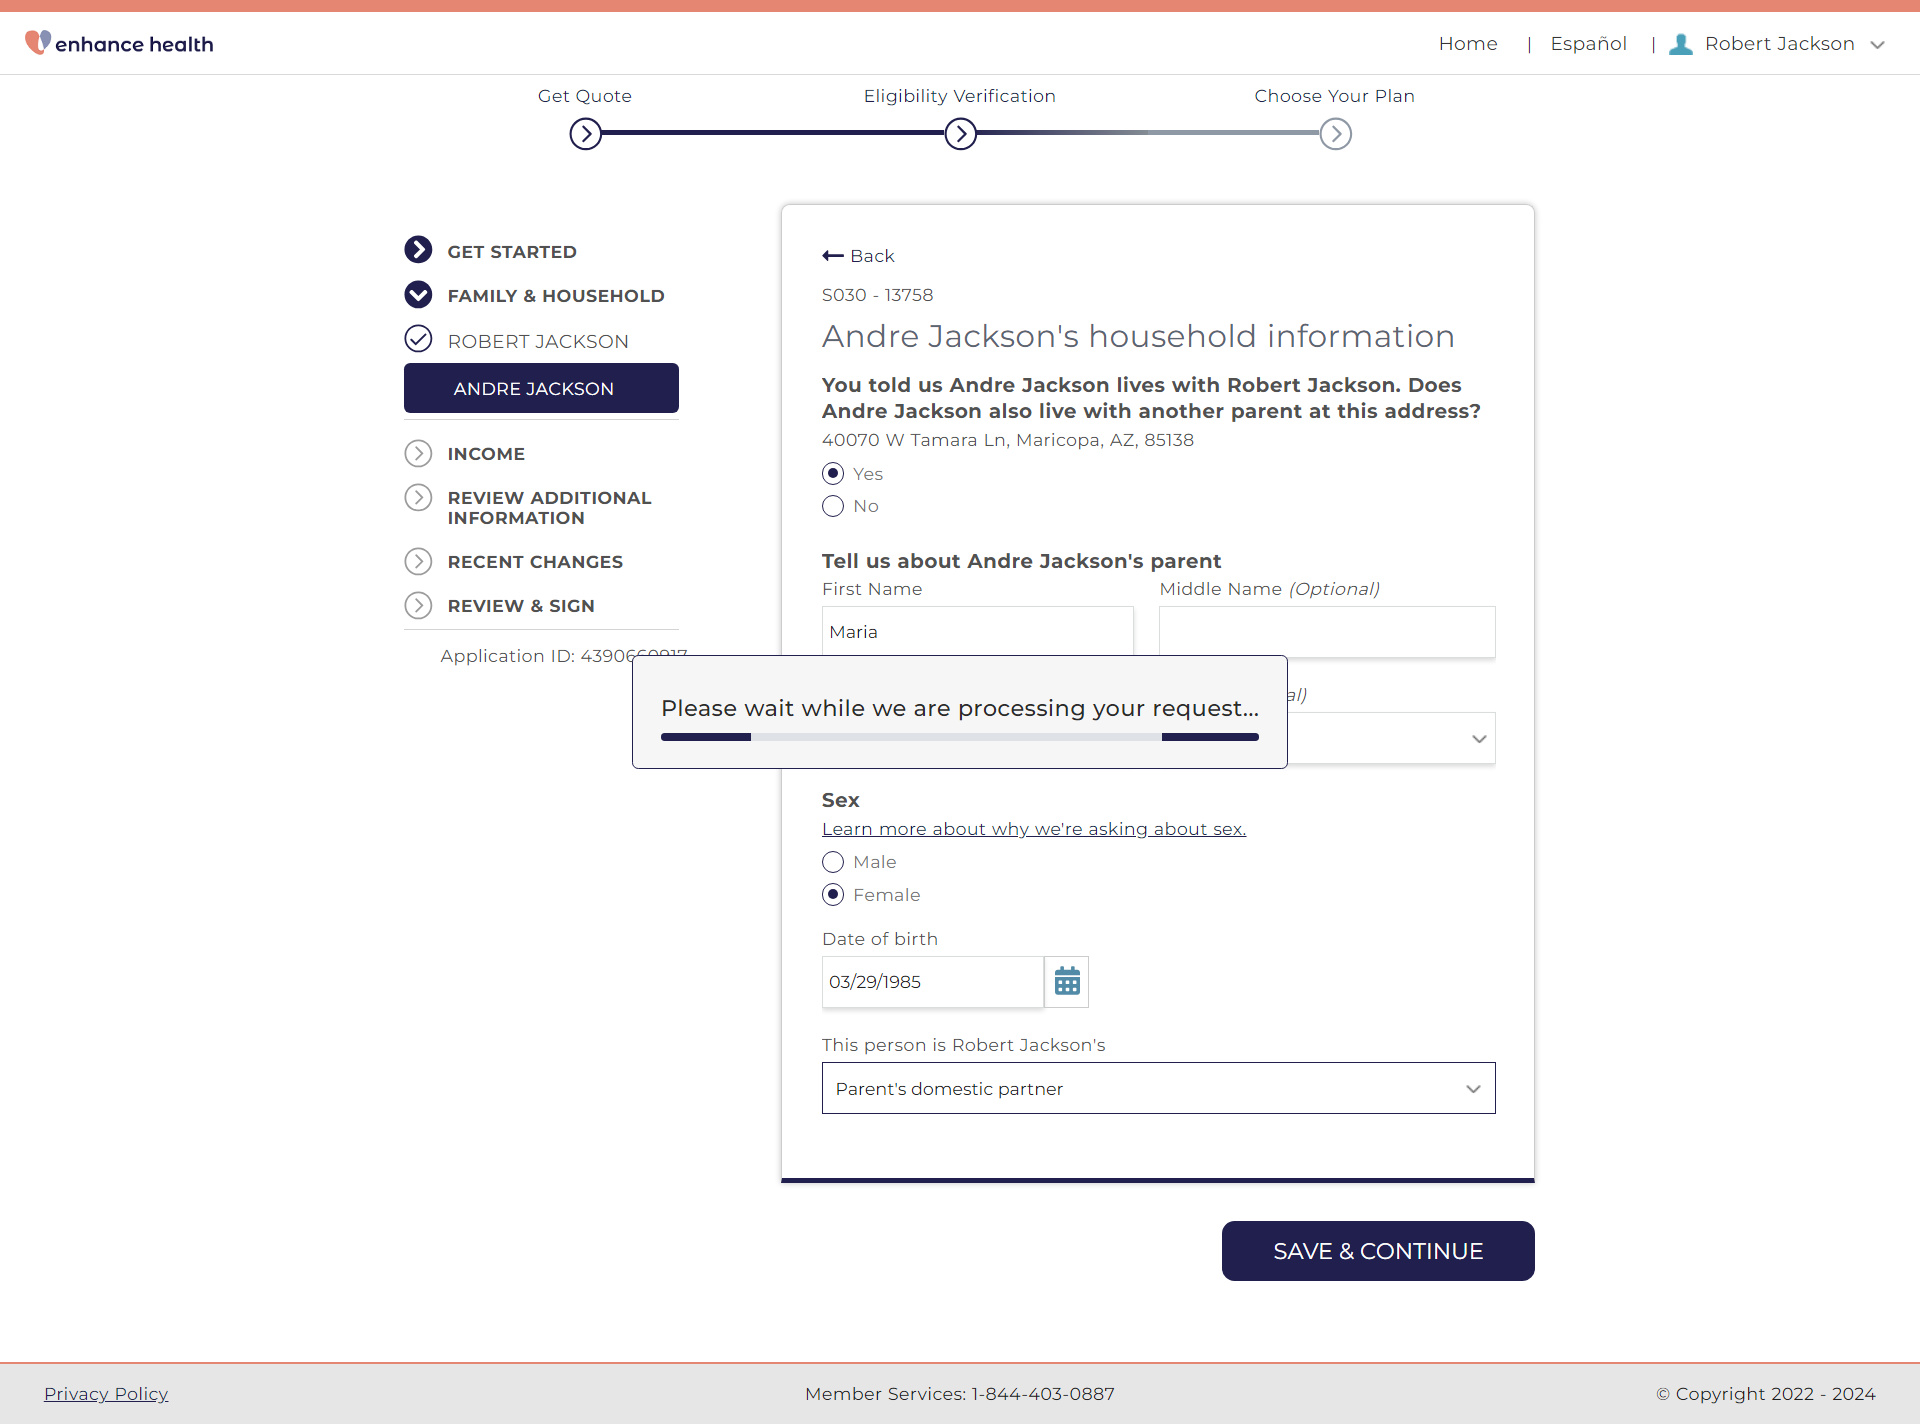 enhance health
Home | Español | Robert Jackson
Get Quote
Eligibility Verification
Choose Your Plan
GET STARTED
FAMILY & HOUSEHOLD
ROBERT JACKSON
ANDRE JACKSON
INCOME
REVIEW ADDITIONAL
INFORMATION
RECENT CHANGES
REVIEW & SIGN
Application ID:
Back
S030 - 13758
Andre Jackson's household information
You told us Andre Jackson lives with Robert Jackson. Does
Andre Jackson also live with another parent at this address?
40070 W Tamara Ln, Maricopa, AZ, 85138
Yes
No
Tell us about Andre Jackson's parent
First Name
Middle Name (Optional)
Maria
Please wait while we are processing your request...
Sex
Learn more about why we're asking about sex.
Male
Female
Date of birth
03/29/1985
This person is Robert Jackson's
Parent's domestic partner
SAVE & CONTINUE
Privacy Policy
Member Services: 1-844-403-0887
© Copyright 2022 - 2024